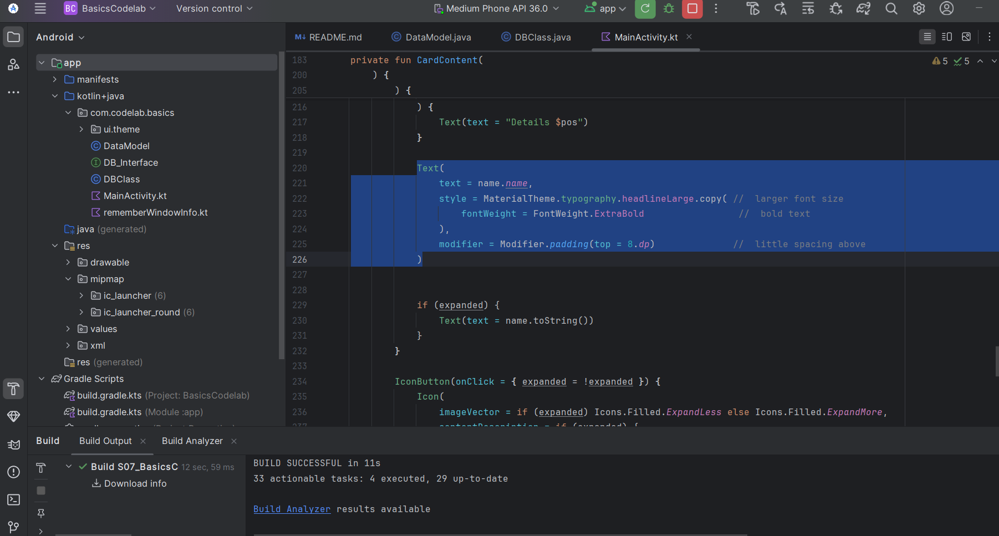 BC BasicsCodelab Version control Medium Phone API 36.0 app
Android
app
manifests
kotlin+java
com.codelab.basics
ui.theme
DataModel
DB_Interface
DBClass
MainActivity.kt
rememberWindowInfo.kt
java (generated)
res
drawable
mipmap
ic_launcher (6)
ic_launcher_round (6)
values
xml
res (generated)
Gradle Scripts
build.gradle.kts (Project: BasicsCodelab)
build.gradle.kts (Module :app)
M↓ README.md DataModel.java DBClass.java MainActivity.kt
5 5
183 private fun CardContent(
200 ) {
205 ) {
216 ) {
217 Text(text = "Details $pos")
218 }
219
220 Text(
221 text = name.name,
222 style = MaterialTheme.typography.headlineLarge.copy( // larger font size
223 fontWeight = FontWeight.ExtraBold // bold text
224 ),
225 modifier = Modifier.padding(top = 8.dp) // little spacing above
226 )
227
228
229 if (expanded) {
230 Text(text = name.toString())
231 }
232 }
233
234 IconButton(onClick = { expanded = !expanded }) {
235 Icon(
236 imageVector = if (expanded) Icons.Filled.ExpandLess else Icons.Filled.ExpandMore,
237 contentDescription = if (expanded) {
Build Build Output Build Analyzer
Build S07_BasicsC 12 sec, 59 ms
Download info
BUILD SUCCESSFUL in 11s
33 actionable tasks: 4 executed, 29 up-to-date
Build Analyzer results available